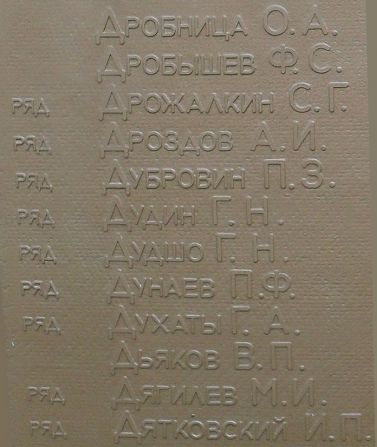 Дробница О. А.
Дробышев Ф. С.
ряд Дрожалкин С. Г.
ряд Дроздов А. И.
ряд Дубровин П. З.
ряд Дудин Г. Н.
ряд Дудшо Г. Н.
ряд Дунаев П. Ф.
ряд Духаты Г. А.
Дьяков В. П.
ряд Дягилев М. И.
ряд Дятковский И. П.